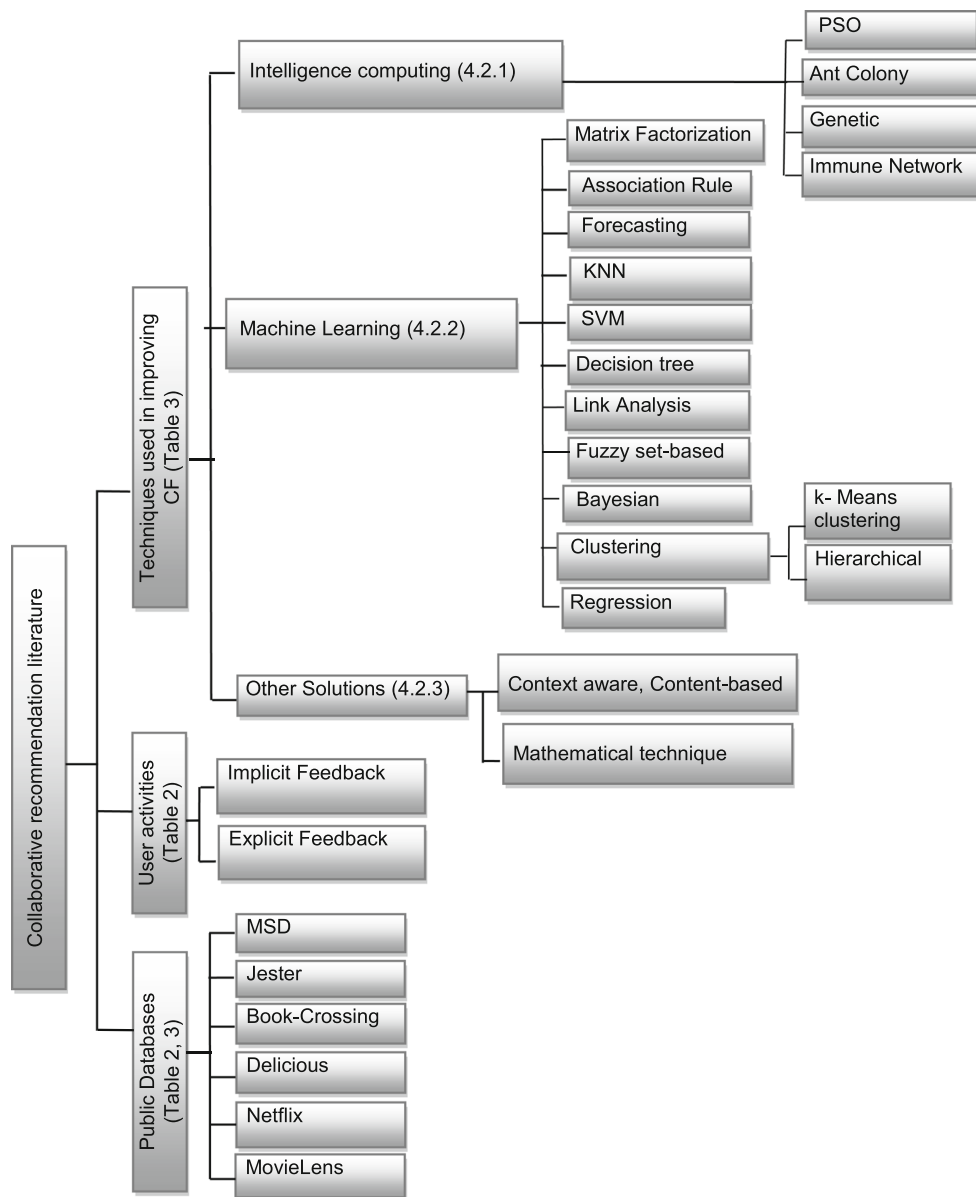 Collaborative recommendation literature
Techniques used in improving
CF (Table 3)
Intelligence computing (4.2.1)
PSO
Ant Colony
Genetic
Immune Network
Machine Learning (4.2.2)
Matrix Factorization
Association Rule
Forecasting
KNN
SVM
Decision tree
Link Analysis
Fuzzy set-based
Bayesian
Clustering
k- Means
clustering
Hierarchical
Regression
Other Solutions (4.2.3)
Context aware, Content-based
Mathematical technique
User activities
(Table 2)
Implicit Feedback
Explicit Feedback
Public Databases
(Table 2, 3)
MSD
Jester
Book-Crossing
Delicious
Netflix
MovieLens